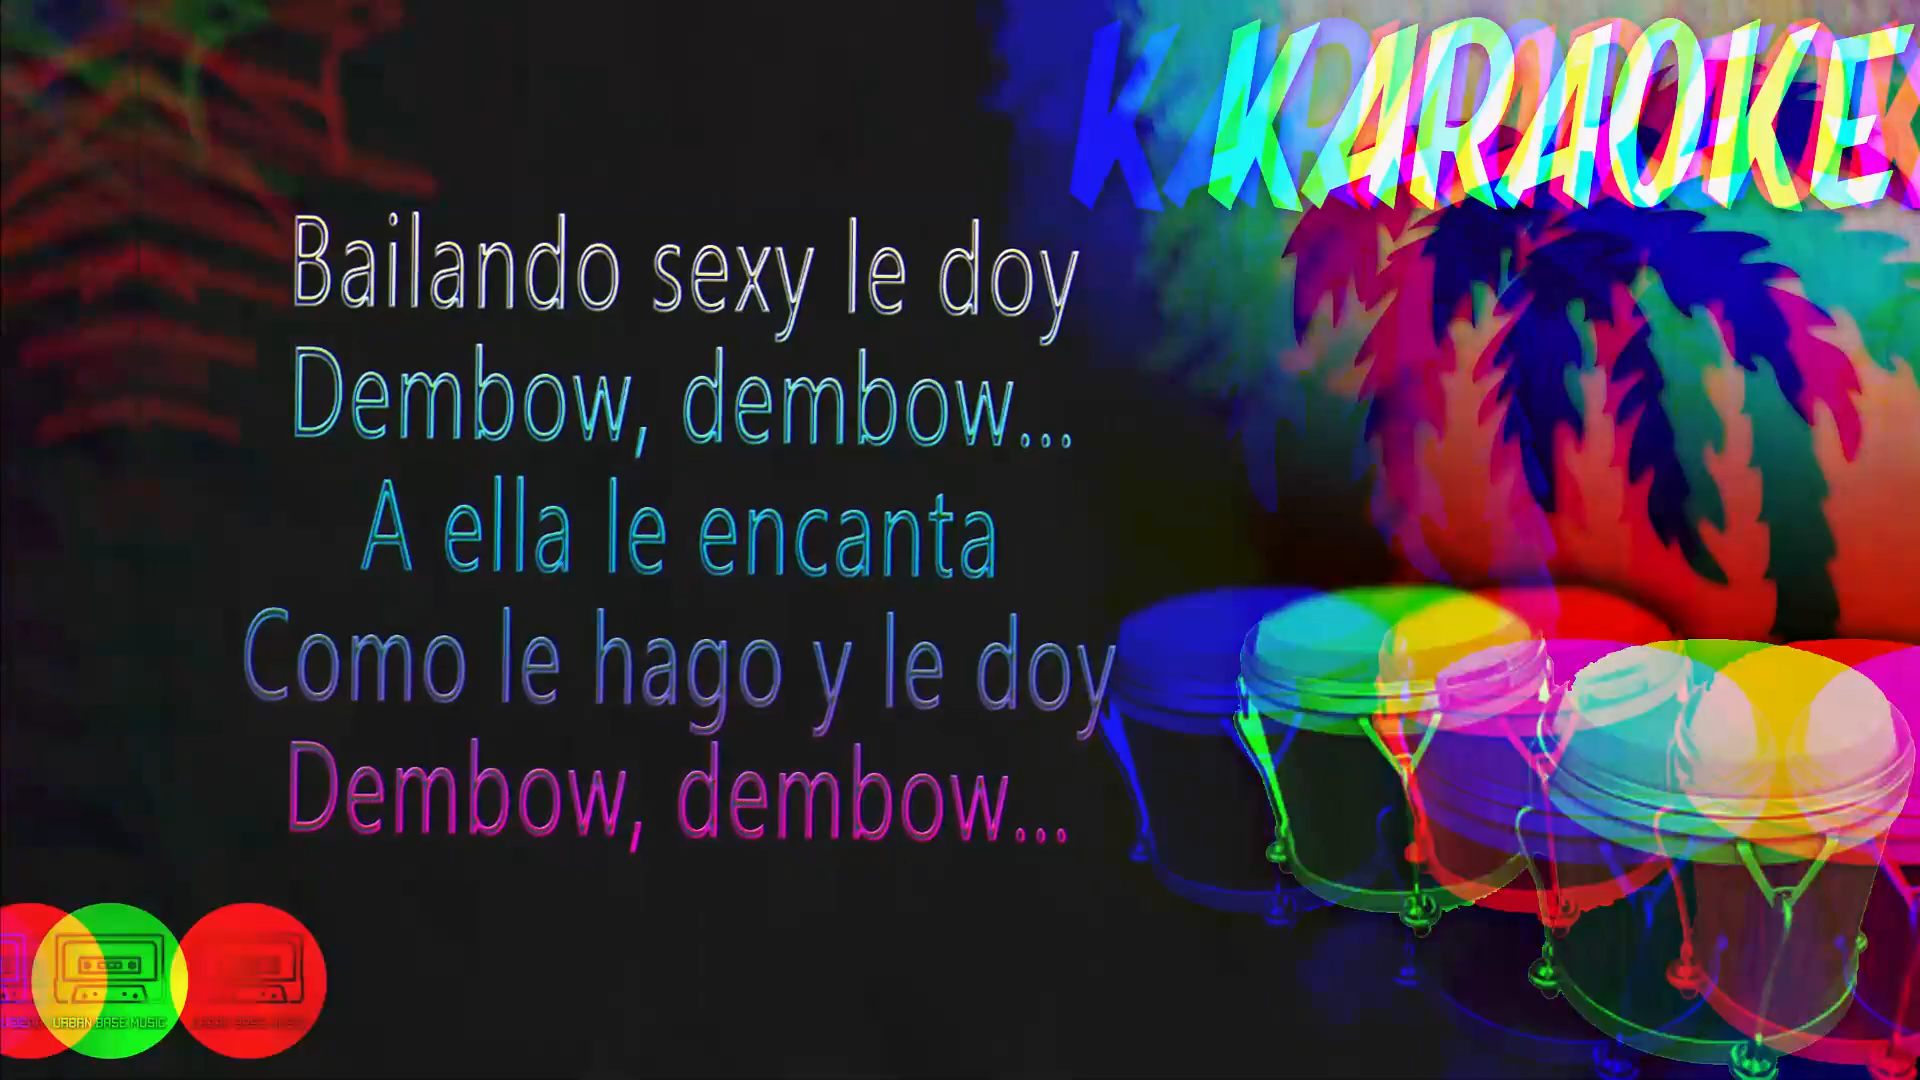 KARAOKE
Bailando sexy le doy
Dembow, dembow...
A ella le encanta
Como le hago y le doy
Dembow, dembow...
URBAN BASE MUSIC